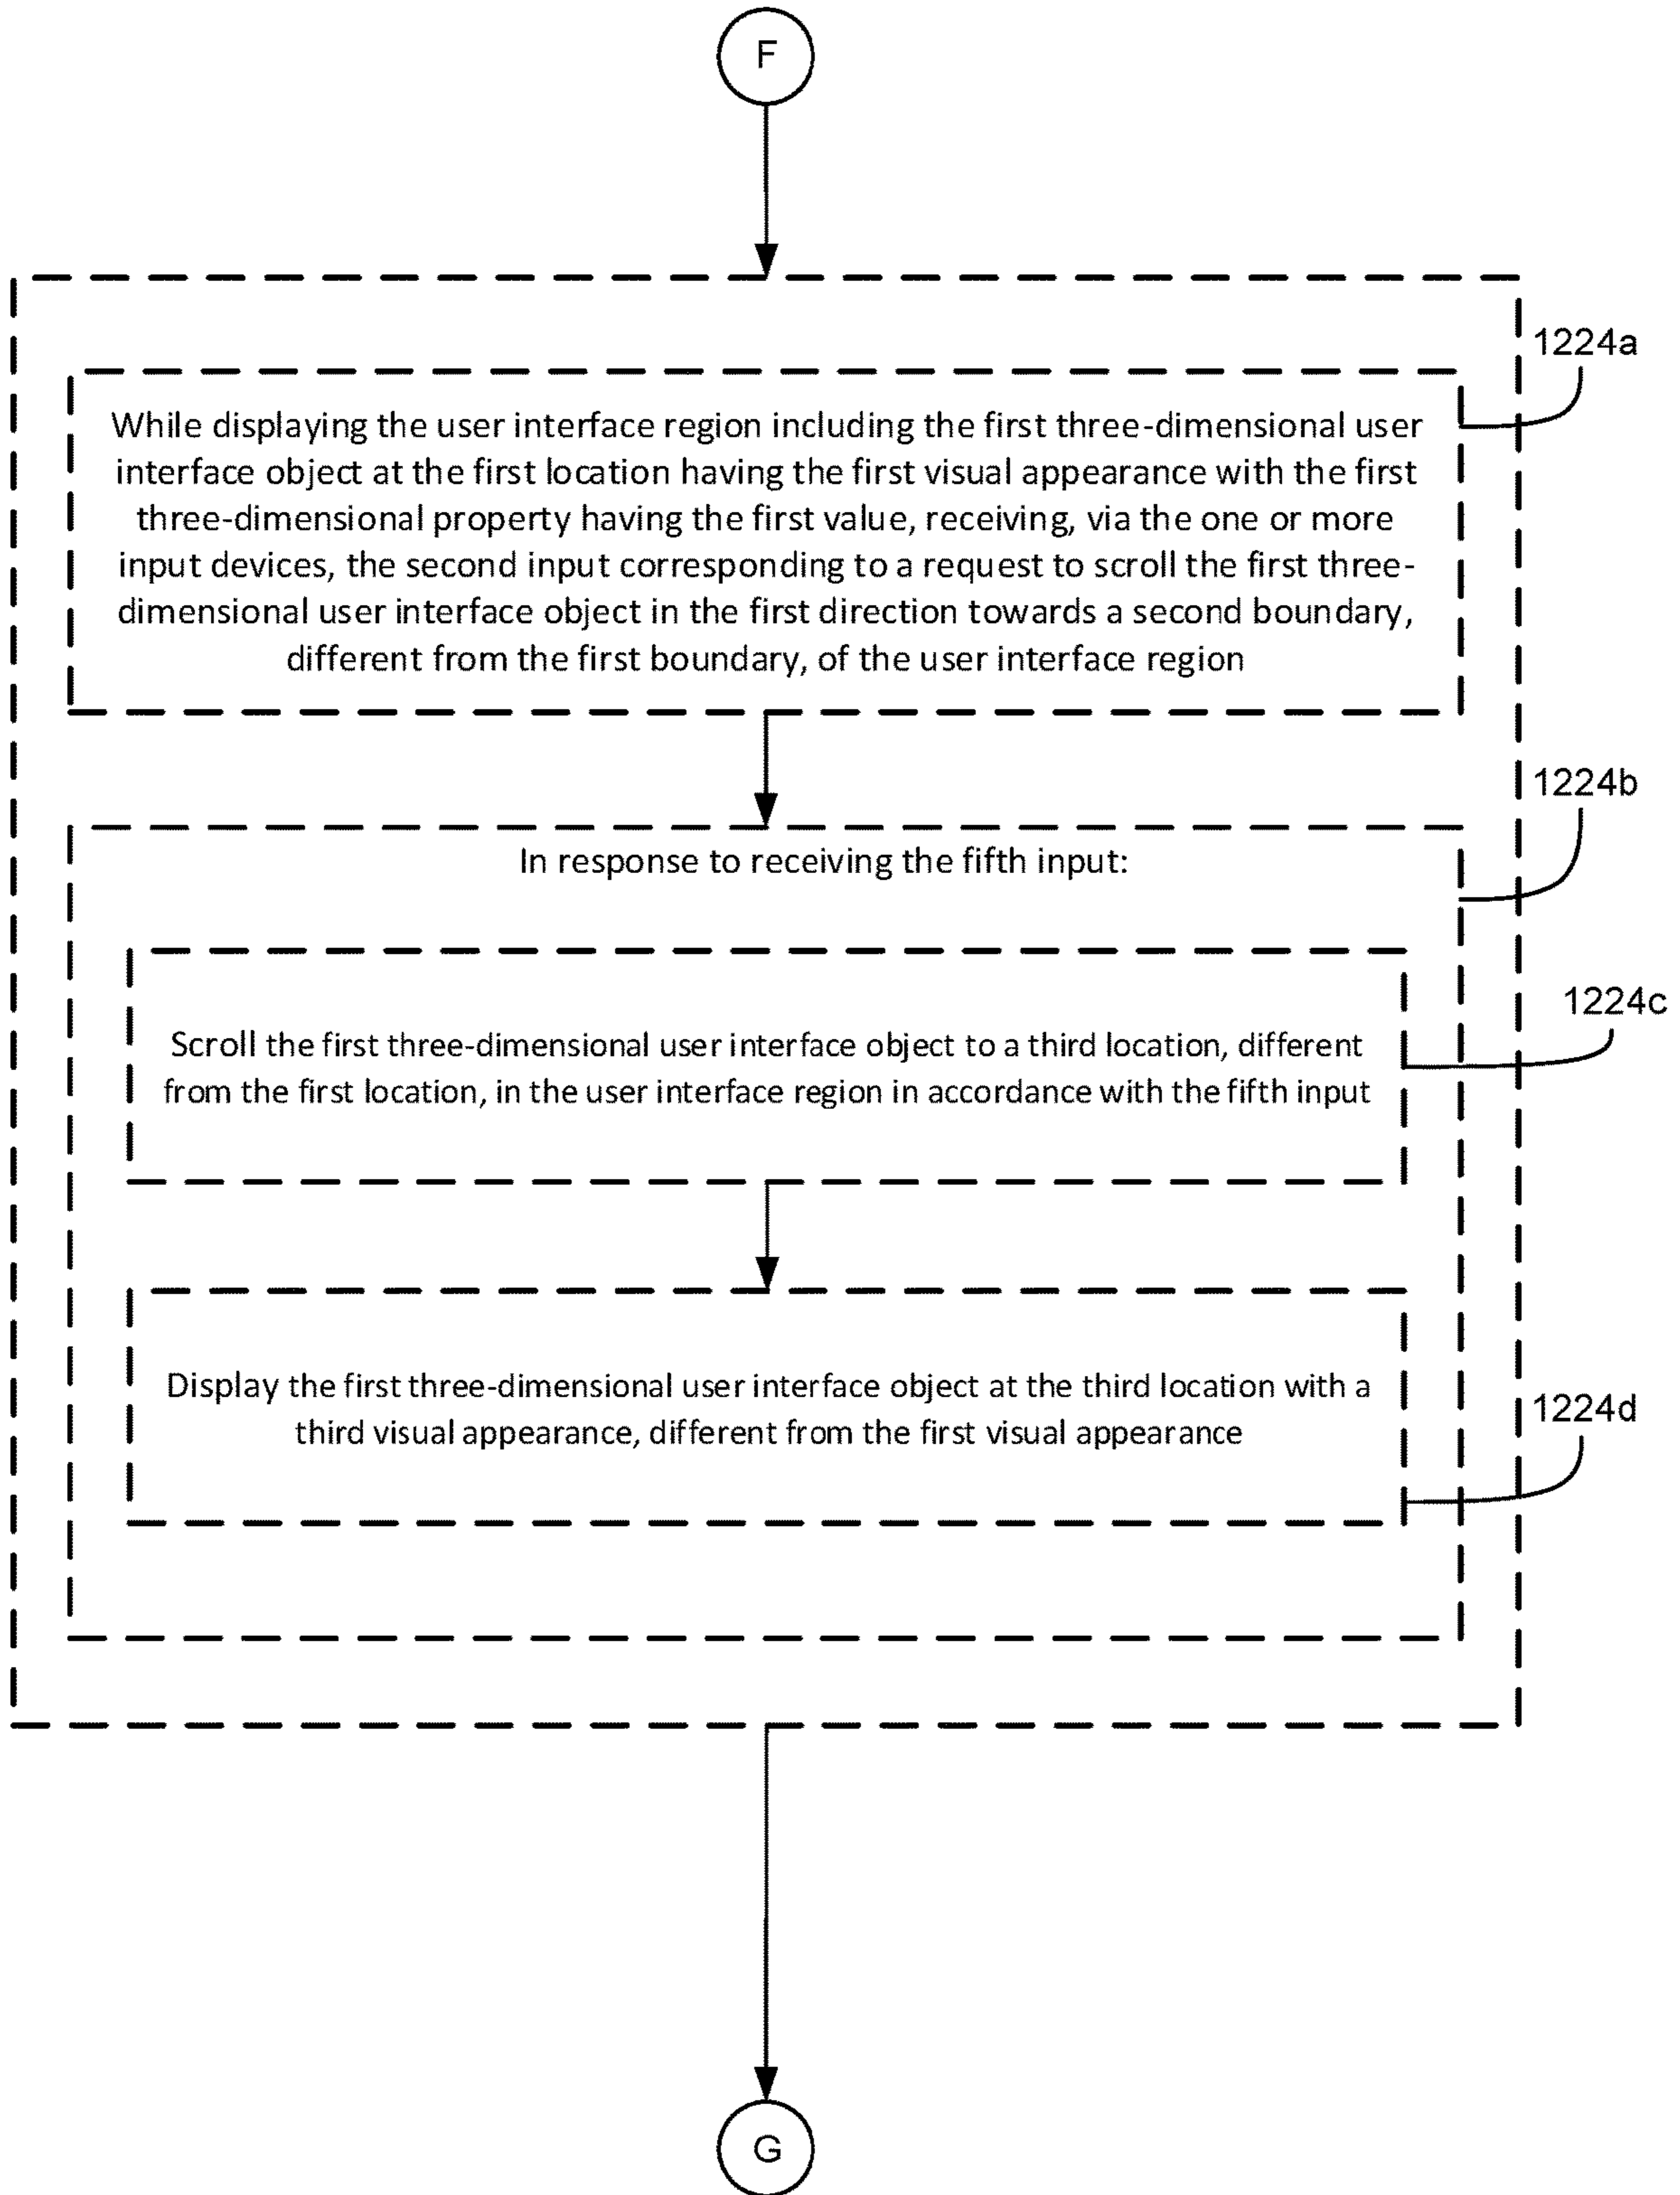 F
1224a
While displaying the user interface region including the first three-dimensional user
interface object at the first location having the first visual appearance with the first
three-dimensional property having the first value, receiving, via the one or more
input devices, the second input corresponding to a request to scroll the first three-
dimensional user interface object in the first direction towards a second boundary,
different from the first boundary, of the user interface region
1224b
In response to receiving the fifth input:
1224c
Scroll the first three-dimensional user interface object to a third location, different
from the first location, in the user interface region in accordance with the fifth input
Display the first three-dimensional user interface object at the third location with a
third visual appearance, different from the first visual appearance
1224d
G